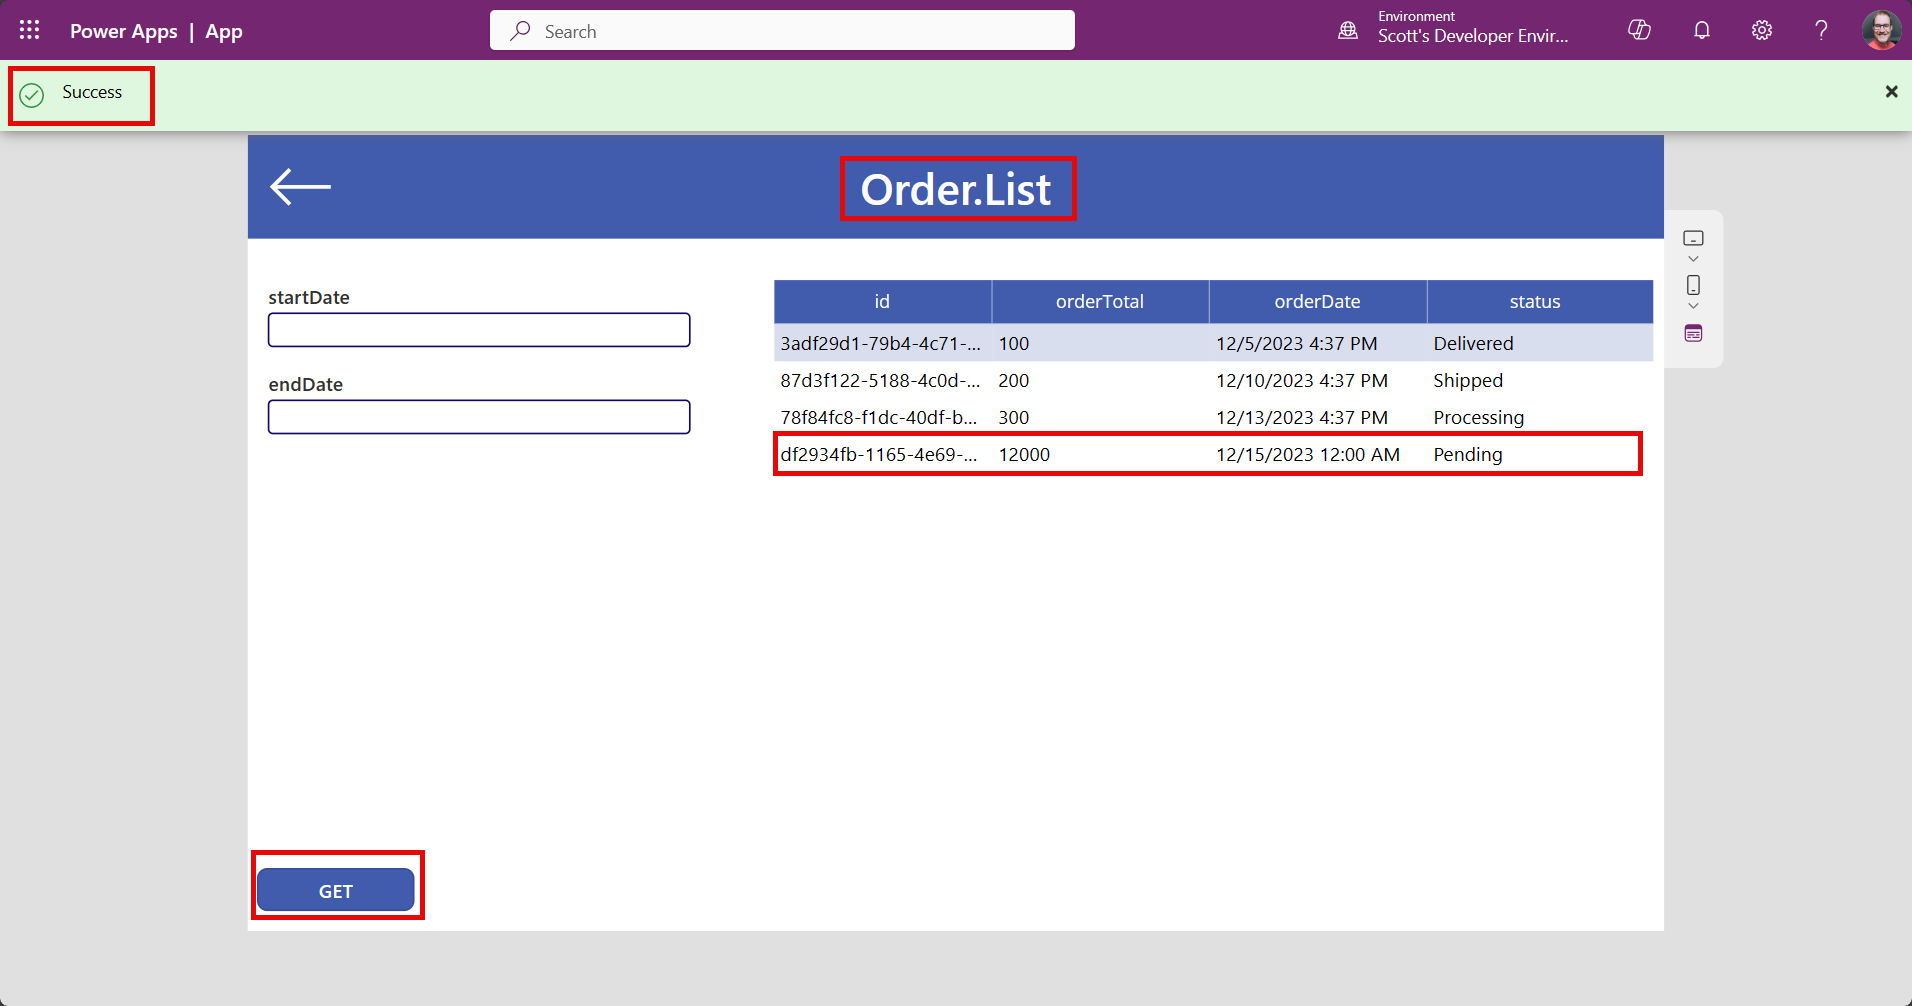 Power Apps | App
Search
Environment
Scott's Developer Envir...
Success
Order.List
startDate
endDate
id orderTotal orderDate status
3adf29d1-79b4-4c71-... 100 12/5/2023 4:37 PM Delivered
87d3f122-5188-4c0d-... 200 12/10/2023 4:37 PM Shipped
78f84fc8-f1dc-40df-b... 300 12/13/2023 4:37 PM Processing
df2934fb-1165-4e69-... 12000 12/15/2023 12:00 AM Pending
GET